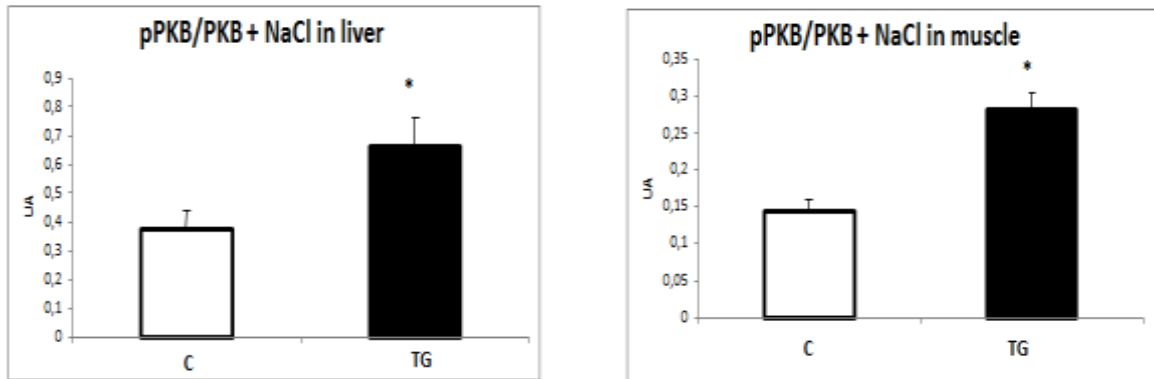 pPKB/PKB + NaCl in liver
0,9
0,8
0,7
0,6
0,5
0,4
0,3
0,2
0,1
0
UA
*
C
TG
pPKB/PKB + NaCl in muscle
0,35
0,3
0,25
0,2
0,15
0,1
0,05
0
UA
*
C
TG